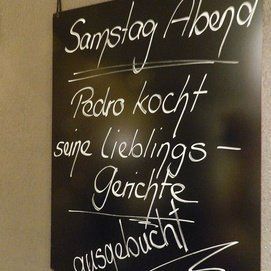 Samstag Abend
Pedro kocht
seine Lieblings-
Gerichte
ausgebucht